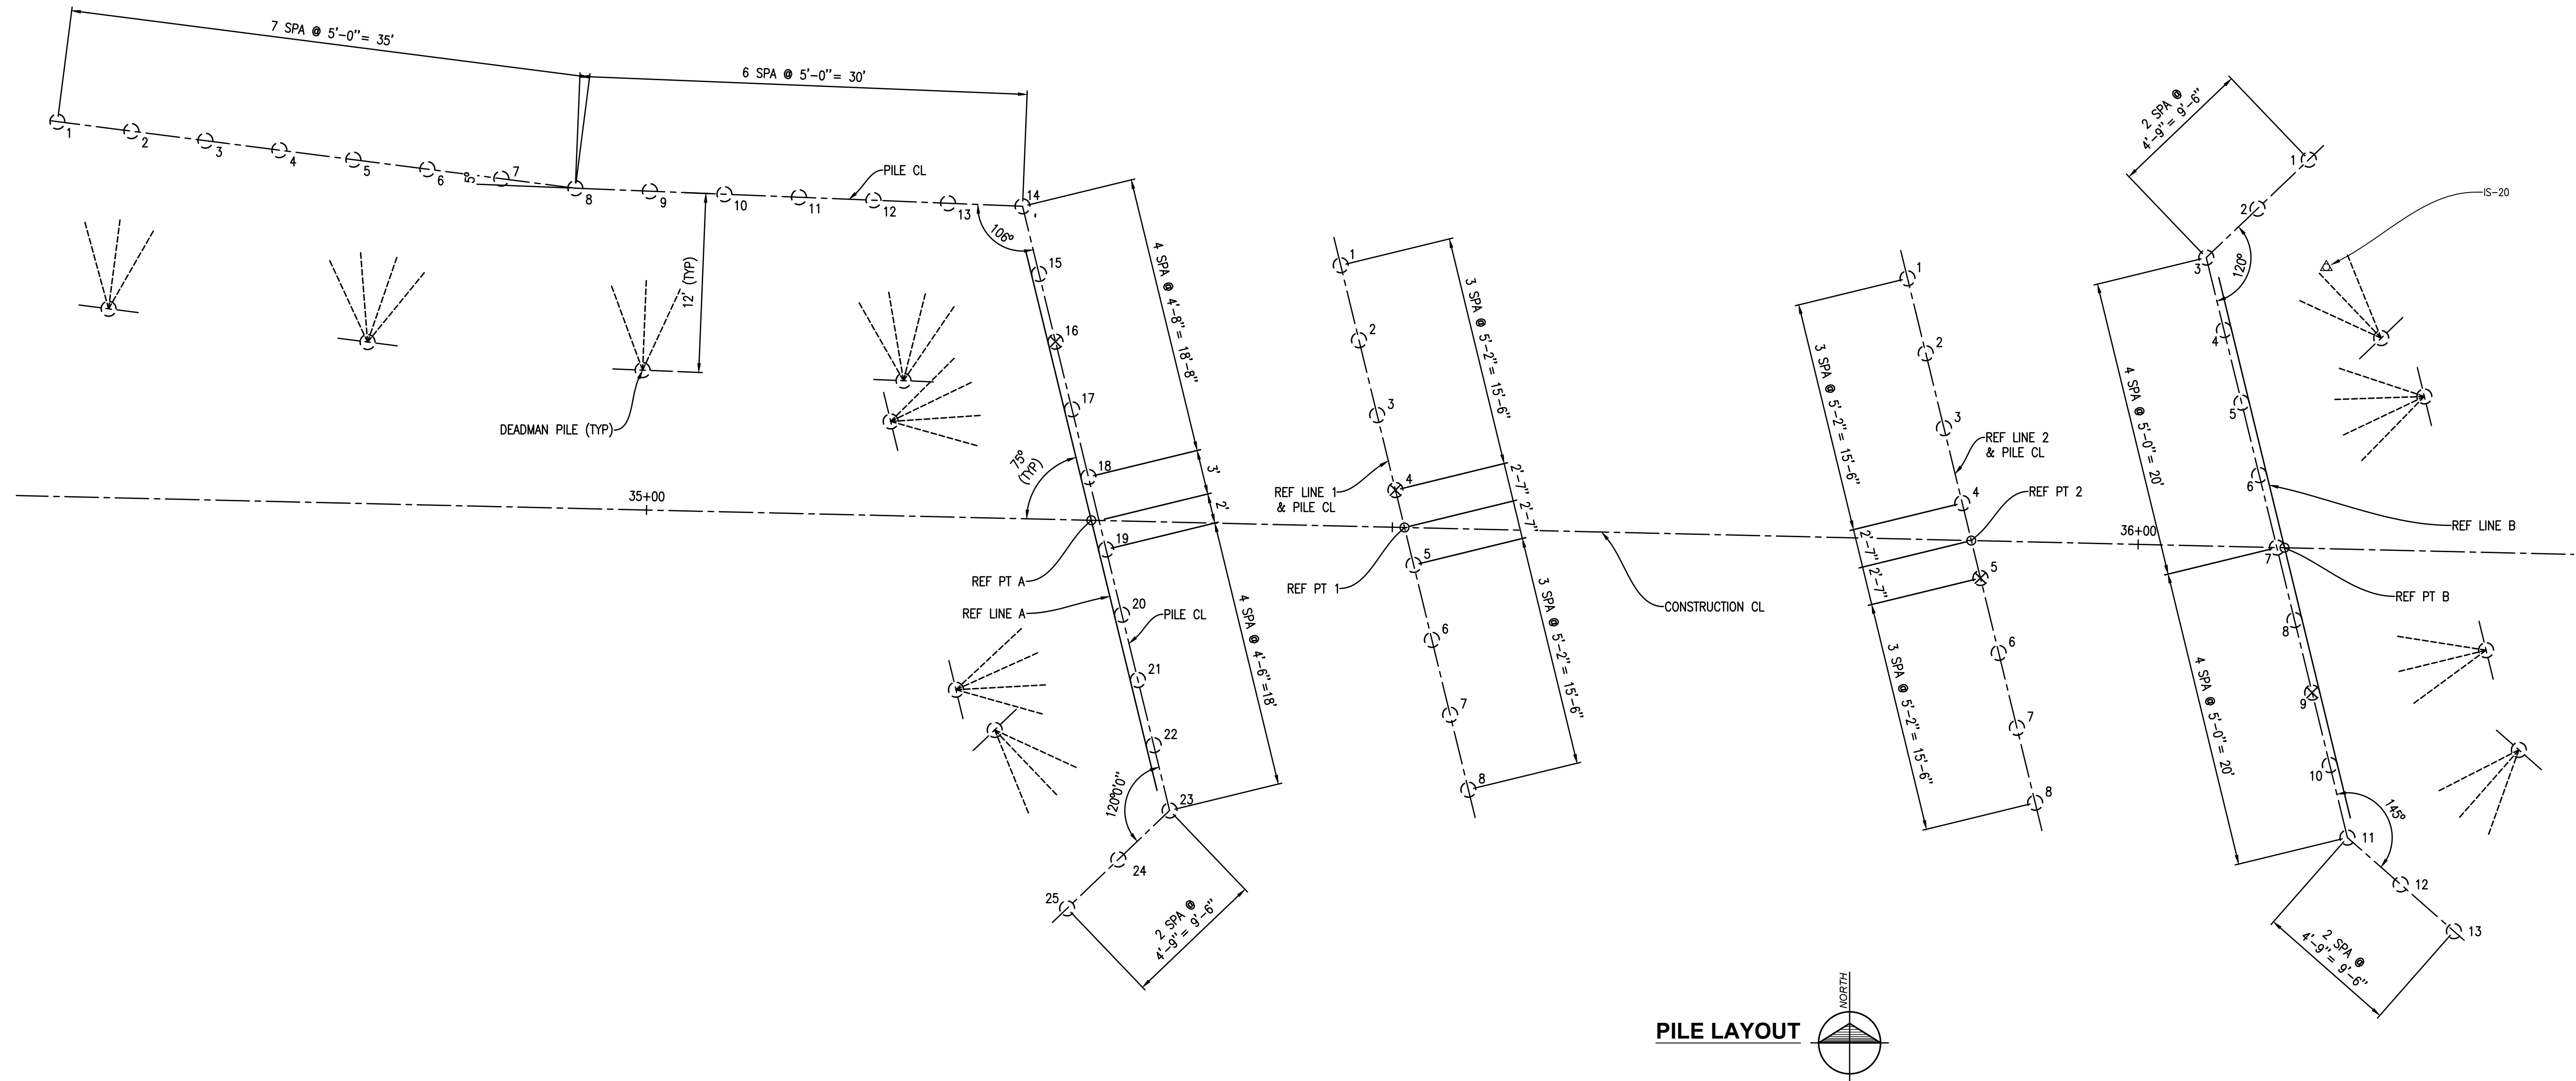 7 SPA @ 5'-0"= 35'
6 SPA @ 5'-0"= 30'
1
2
3
4
5
6
7
8
9
10
11
12
13
14
5°
PILE CL
106°
12' (TYP)
DEADMAN PILE (TYP)
15
16
17
18
19
20
21
22
23
24
25
4 SPA @ 4'-8"= 18'-8"
3'
2'
4 SPA @ 4'-6"=18'
75°
(TYP)
35+00
REF PT A
REF LINE A
PILE CL
120°0'0"
2 SPA @
4'-9"= 9'-6"
1
2
3
4
5
6
7
8
3 SPA @ 5'-2"= 15'-6"
2'-7"
2'-7"
3 SPA @ 5'-2"= 15'-6"
REF LINE 1
& PILE CL
REF PT 1
CONSTRUCTION CL
1
2
3
4
5
6
7
8
3 SPA @ 5'-2"= 15'-6"
2'-7"
2'-7"
3 SPA @ 5'-2"= 15'-6"
REF LINE 2
& PILE CL
REF PT 2
36+00
2 SPA @
4'-9"= 9'-6"
1
2
3
4
5
6
7
8
9
10
11
12
13
120°
4 SPA @ 5'-0"= 20'
4 SPA @ 5'-0"= 20'
IS-20
REF LINE B
REF PT B
145°
2 SPA @
4'-9"= 9'-6"
PILE LAYOUT
NORTH